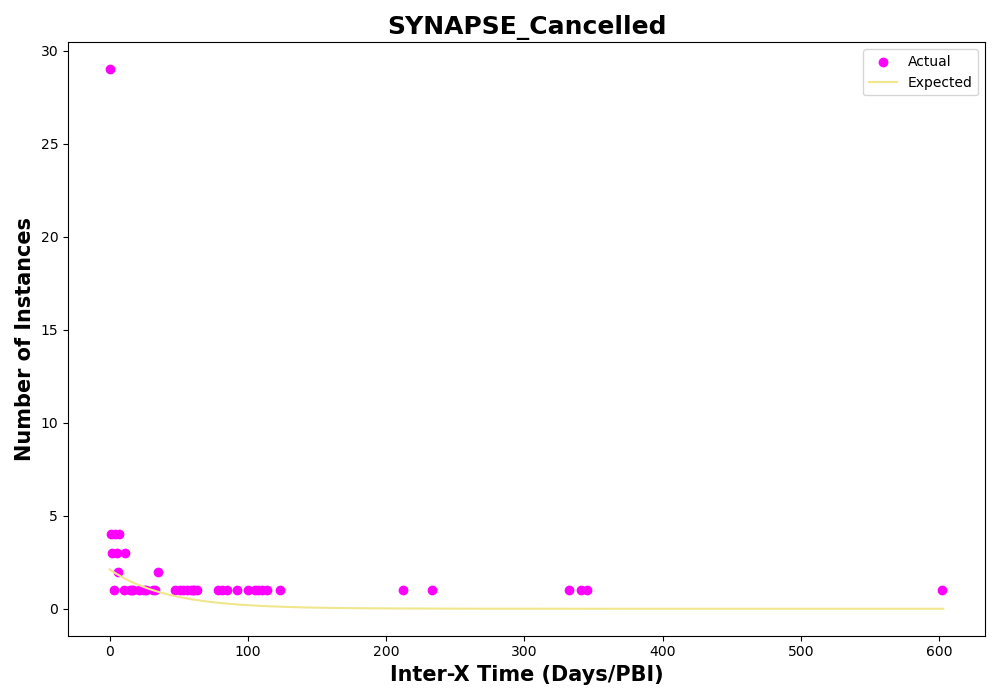 SYNAPSE_Cancelled
30
25
20
15
10
5
0
Number of Instances
Actual
Expected
0 100 200 300 400 500 600
Inter-X Time (Days/PBI)